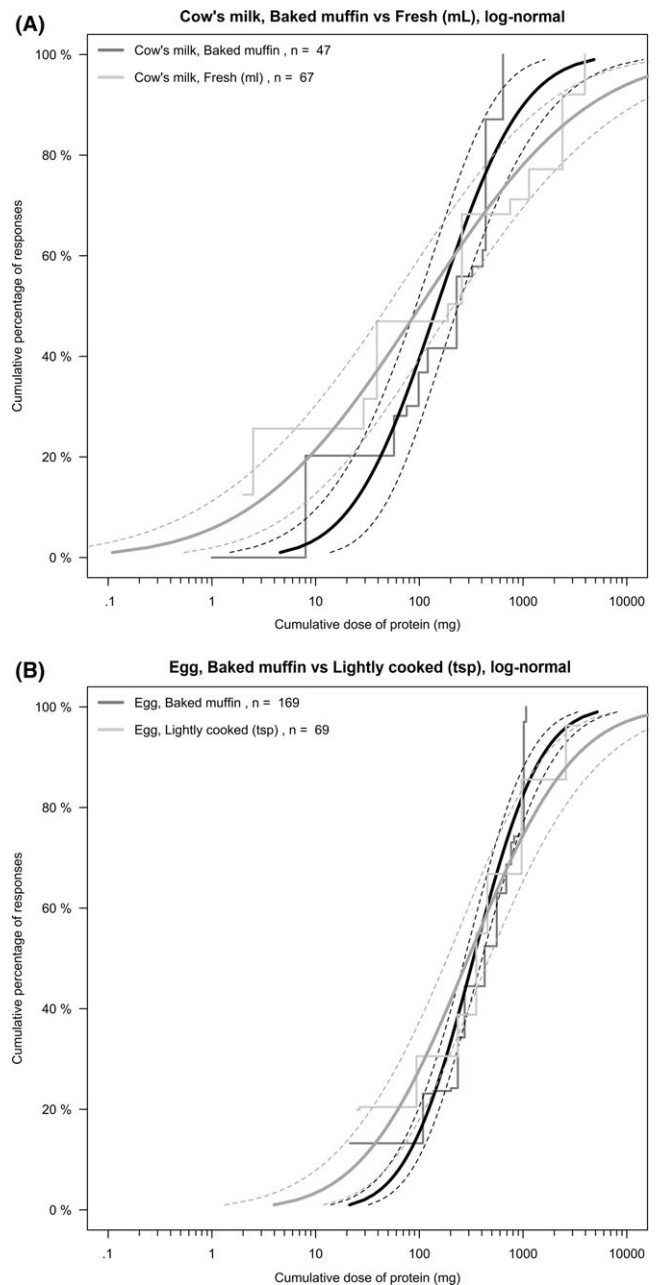 (A)
Cow's milk, Baked muffin vs Fresh (mL), log-normal
100 %
80 %
60 %
40 %
20 %
0 %
Cumulative percentage of responses
Cow's milk, Baked muffin , n = 47
Cow's milk, Fresh (ml) , n = 67
.1 1 10 100 1000 10000
Cumulative dose of protein (mg)
(B)
Egg, Baked muffin vs Lightly cooked (tsp), log-normal
100 %
80 %
60 %
40 %
20 %
0 %
Cumulative percentage of responses
Egg, Baked muffin , n = 169
Egg, Lightly cooked (tsp) , n = 69
.1 1 10 100 1000 10000
Cumulative dose of protein (mg)